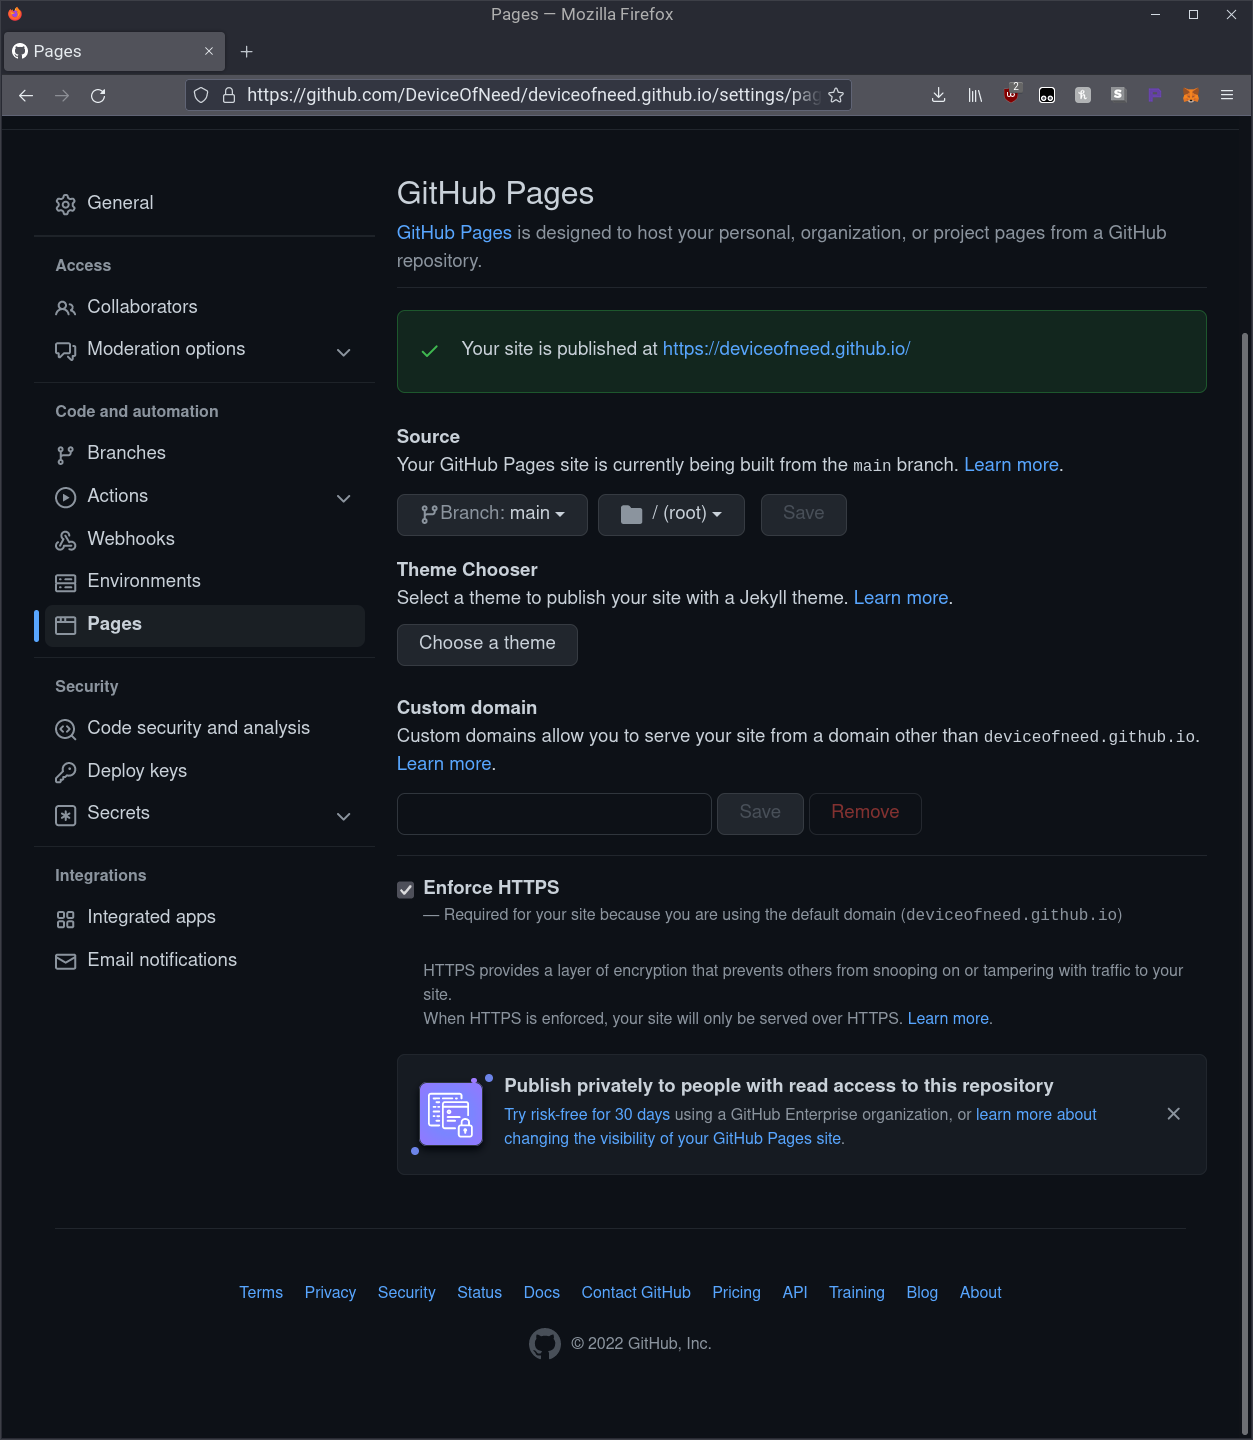 Pages — Mozilla Firefox
Pages
https://github.com/DeviceOfNeed/deviceofneed.github.io/settings/pag
2
General
Access
Collaborators
Moderation options
Code and automation
Branches
Actions
Webhooks
Environments
Pages
Security
Code security and analysis
Deploy keys
Secrets
Integrations
Integrated apps
Email notifications
GitHub Pages
GitHub Pages is designed to host your personal, organization, or project pages from a GitHub
repository.
Your site is published at https://deviceofneed.github.io/
Source
Your GitHub Pages site is currently being built from the main branch. Learn more.
Branch: main
/ (root)
Save
Theme Chooser
Select a theme to publish your site with a Jekyll theme. Learn more.
Choose a theme
Custom domain
Custom domains allow you to serve your site from a domain other than deviceofneed.github.io.
Learn more.
Save
Remove
Enforce HTTPS
— Required for your site because you are using the default domain (deviceofneed.github.io)
HTTPS provides a layer of encryption that prevents others from snooping on or tampering with traffic to your
site.
When HTTPS is enforced, your site will only be served over HTTPS. Learn more.
Publish privately to people with read access to this repository
Try risk-free for 30 days using a GitHub Enterprise organization, or learn more about
changing the visibility of your GitHub Pages site.
Terms Privacy Security Status Docs Contact GitHub Pricing API Training Blog About
© 2022 GitHub, Inc.